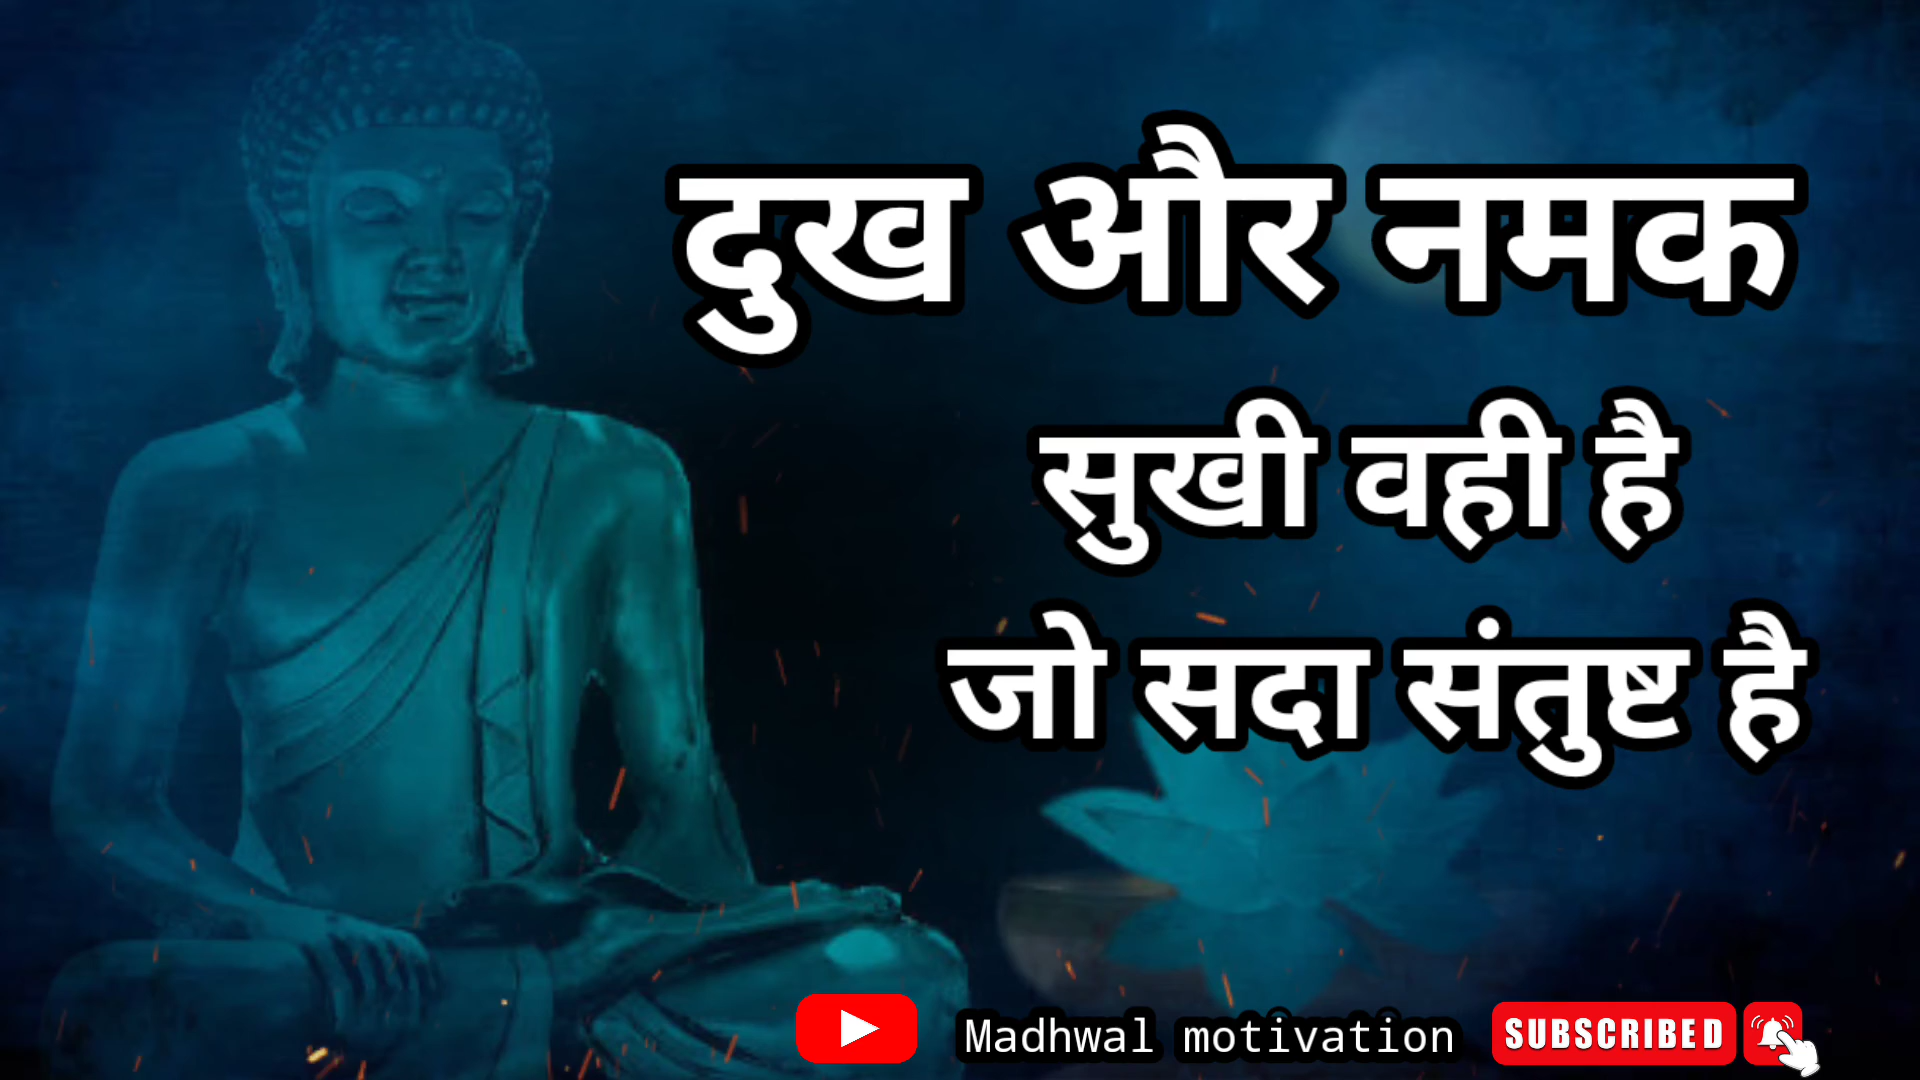 दुख और नमक
सुखी वही है
जो सदा संतुष्ट है
Madhwal motivation
SUBSCRIBED